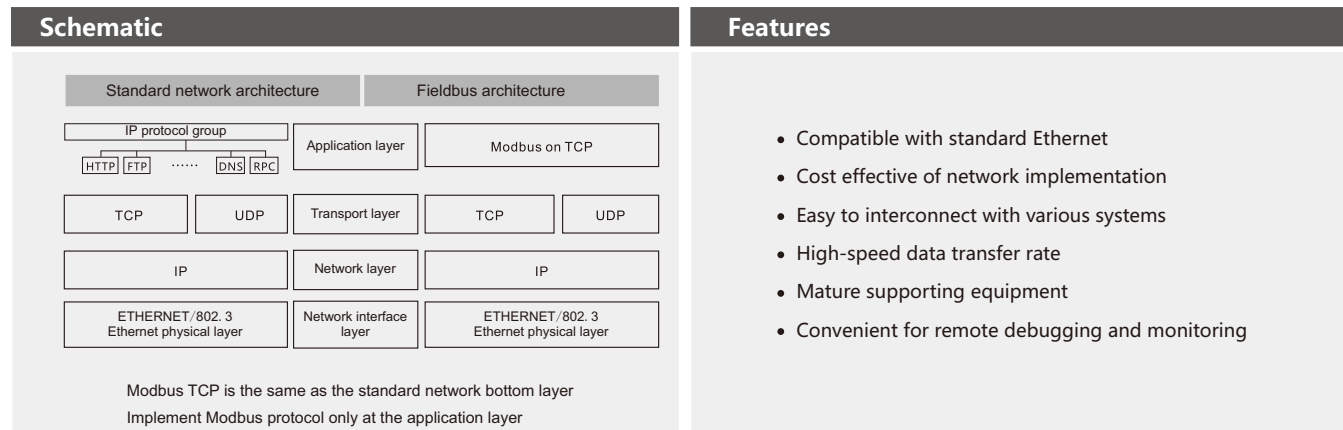 Schematic
Standard network architecture
Fieldbus architecture
IP protocol group
HTTP FTP ...... DNS RPC
Application layer
Modbus on TCP
TCP UDP
Transport layer
TCP UDP
IP
Network layer
IP
ETHERNET/802.3
Ethernet physical layer
Network interface
layer
ETHERNET/802.3
Ethernet physical layer
Modbus TCP is the same as the standard network bottom layer
Implement Modbus protocol only at the application layer
Features
• Compatible with standard Ethernet
• Cost effective of network implementation
• Easy to interconnect with various systems
• High-speed data transfer rate
• Mature supporting equipment
• Convenient for remote debugging and monitoring